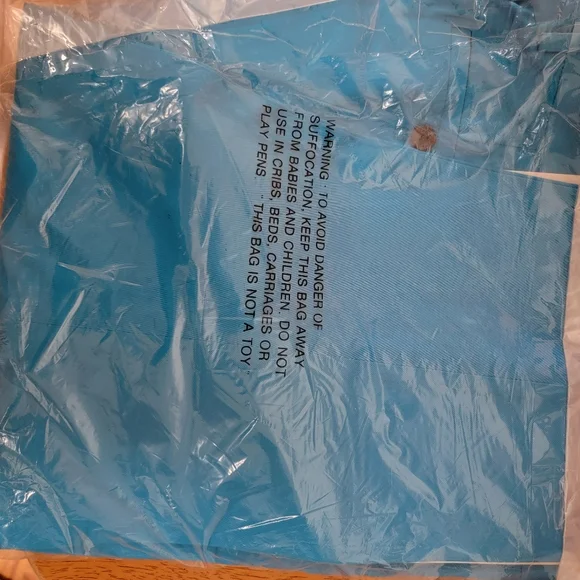 WARNING : TO AVOID DANGER OF
SUFFOCATION, KEEP THIS BAG AWAY
FROM BABIES AND CHILDREN. DO NOT
USE IN CRIBS, BEDS, CARRIAGES OR
PLAY PENS. " THIS BAG IS NOT A TOY "